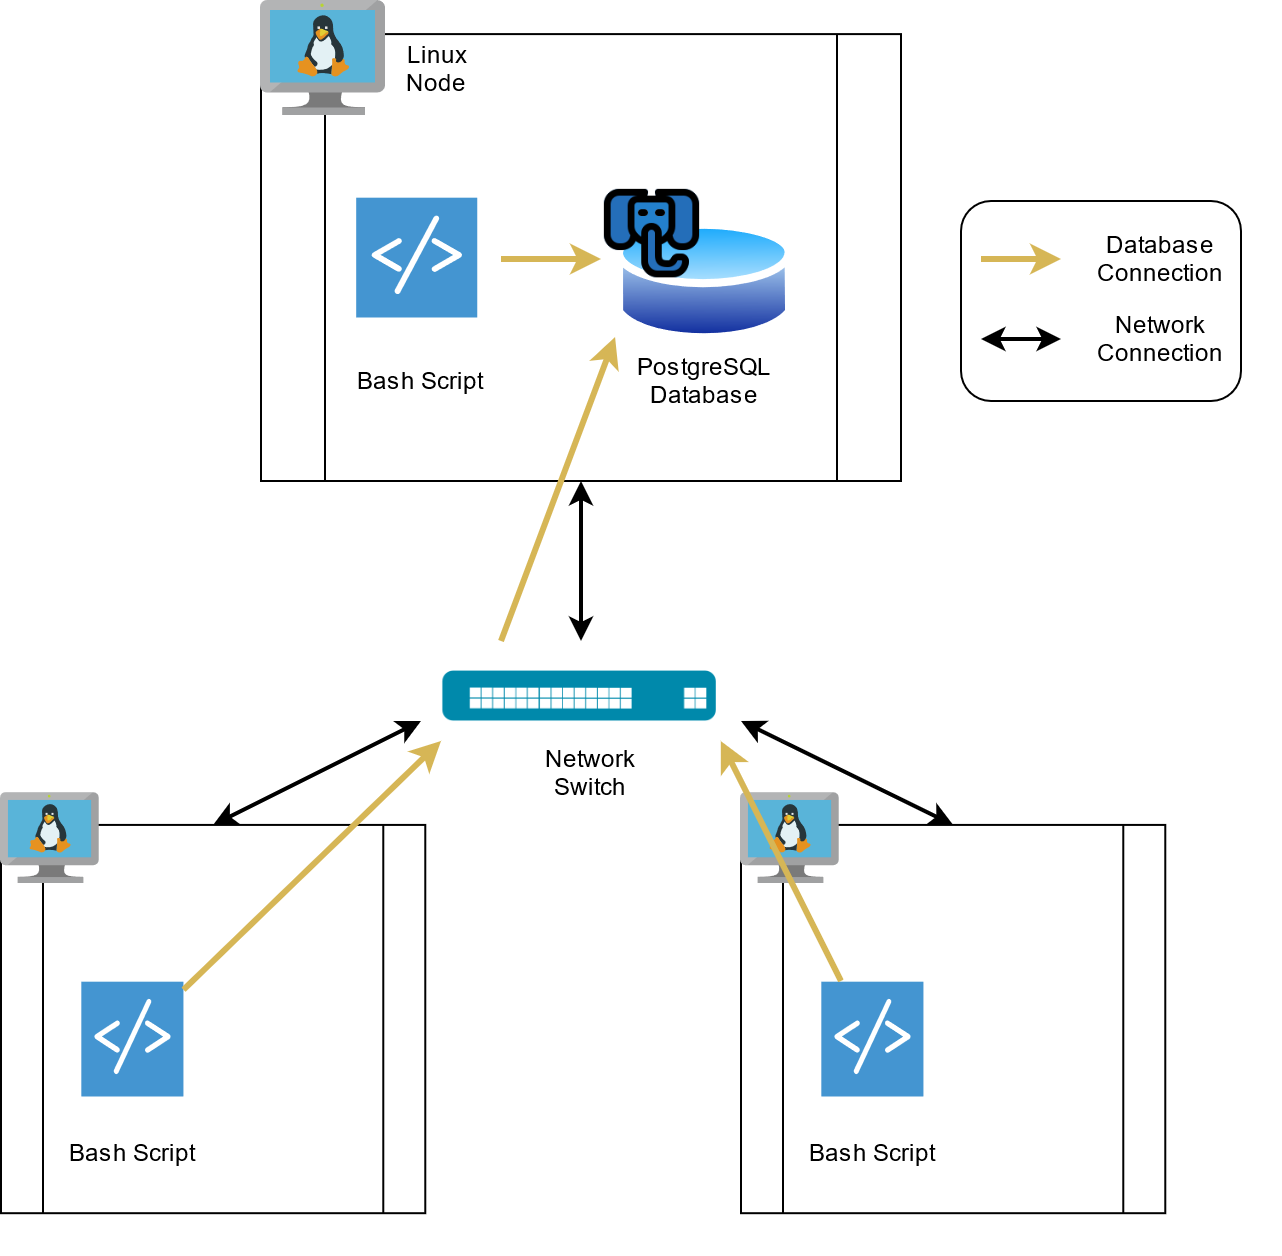 Linux
Node
Bash Script
PostgreSQL
Database
Database
Connection
Network
Connection
Network
Switch
Bash Script
Bash Script